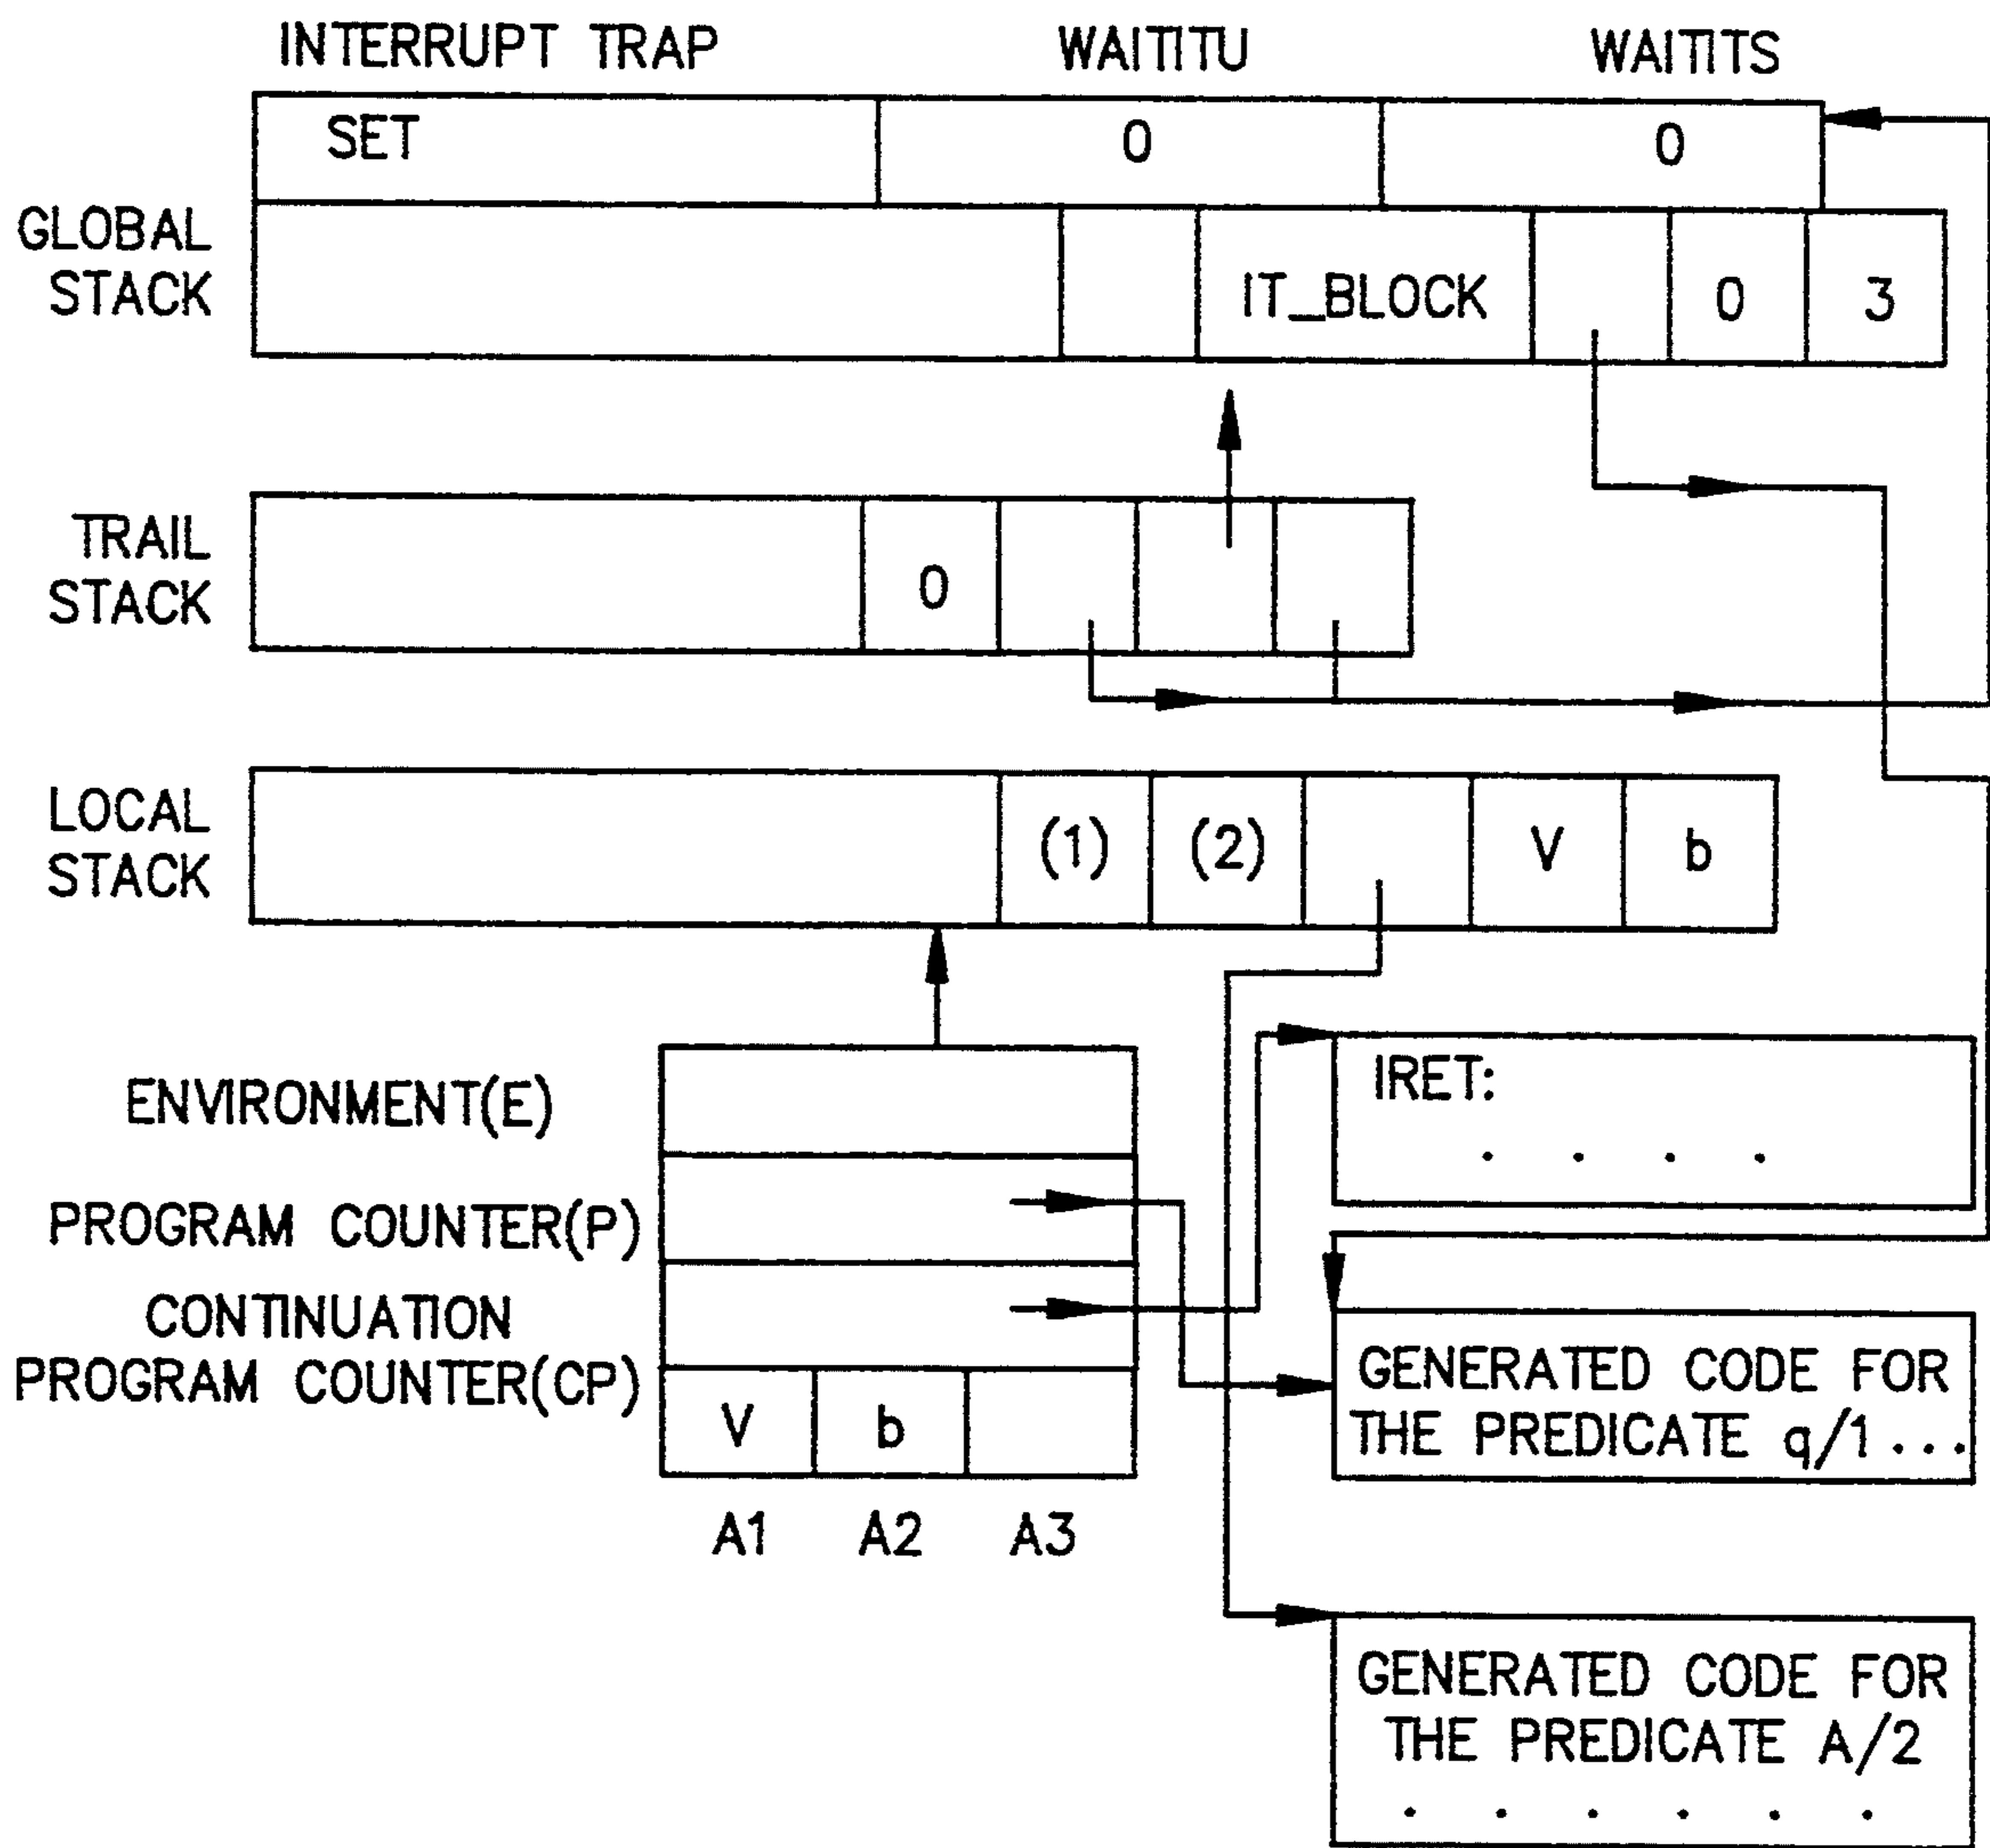 INTERRUPT TRAP WAITITU WAITITS
SET 0 0
GLOBAL
STACK
IT_BLOCK 0 3
TRAIL
STACK
0
LOCAL
STACK
(1) (2) V b
ENVIRONMENT(E)
IRET:
. . . .
PROGRAM COUNTER(P)
CONTINUATION
PROGRAM COUNTER(CP)
V b
A1 A2 A3
GENERATED CODE FOR
THE PREDICATE q/1 ...
GENERATED CODE FOR
THE PREDICATE A/2
. . . . . .